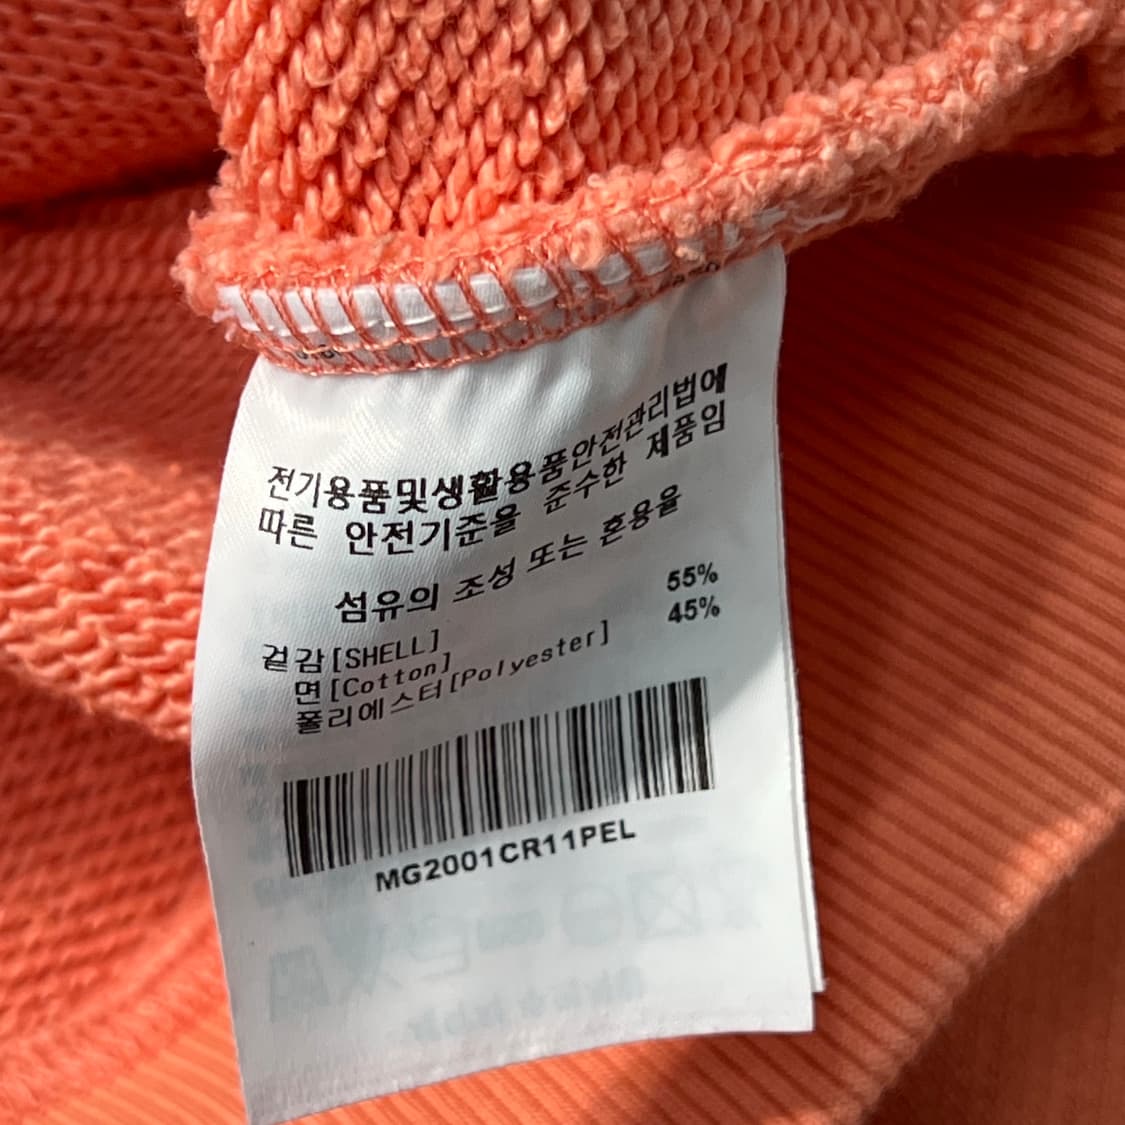 전기용품및생활용품안전관리법에
따른 안전기준을 준수한 제품임
섬유의 조성 또는 혼용율
겉감[SHELL]
면[Cotton] 55%
폴리에스터[Polyester] 45%
MG2001CR11PEL